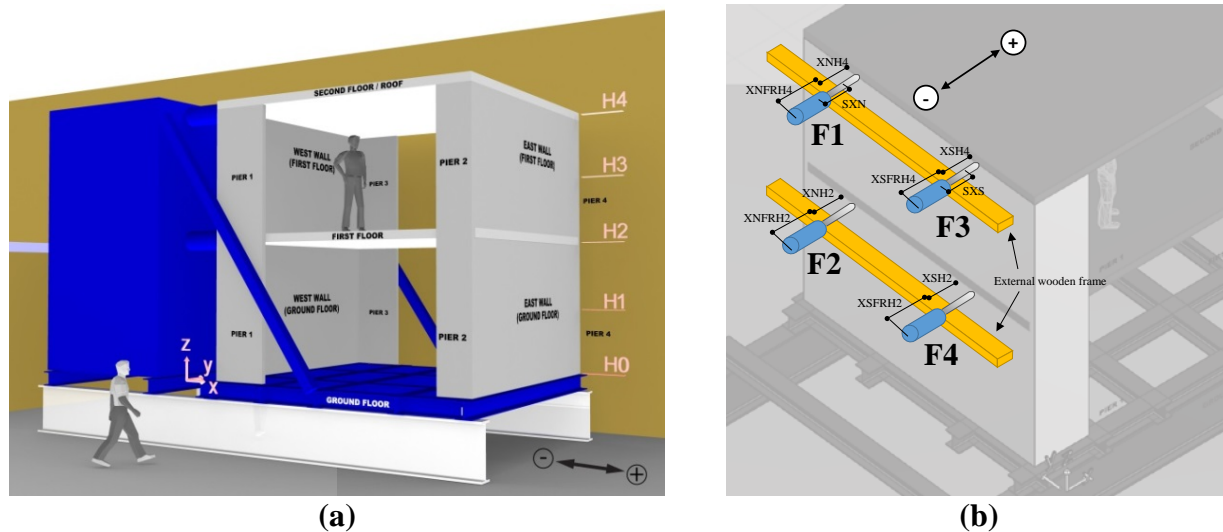 SECOND FLOOR / ROOF
H4
WEST WALL
(FIRST FLOOR)
EAST WALL
(FIRST FLOOR)
PIER 1
PIER 2
PIER 3
H3
PIER 4
FIRST FLOOR
H2
WEST WALL
(GROUND FLOOR)
EAST WALL
(GROUND FLOOR)
PIER 3
H1
PIER 1
PIER 2
PIER 4
Z
y
x
H0
GROUND FLOOR
-
+
(a)
+
-
XNH4
XNFRH4
SXN
F1
XSH4
XSFRH4
SXS
F3
XNH2
XNFRH2
F2
XSH2
XSFRH2
F4
External wooden frame
PIER 1
(b)